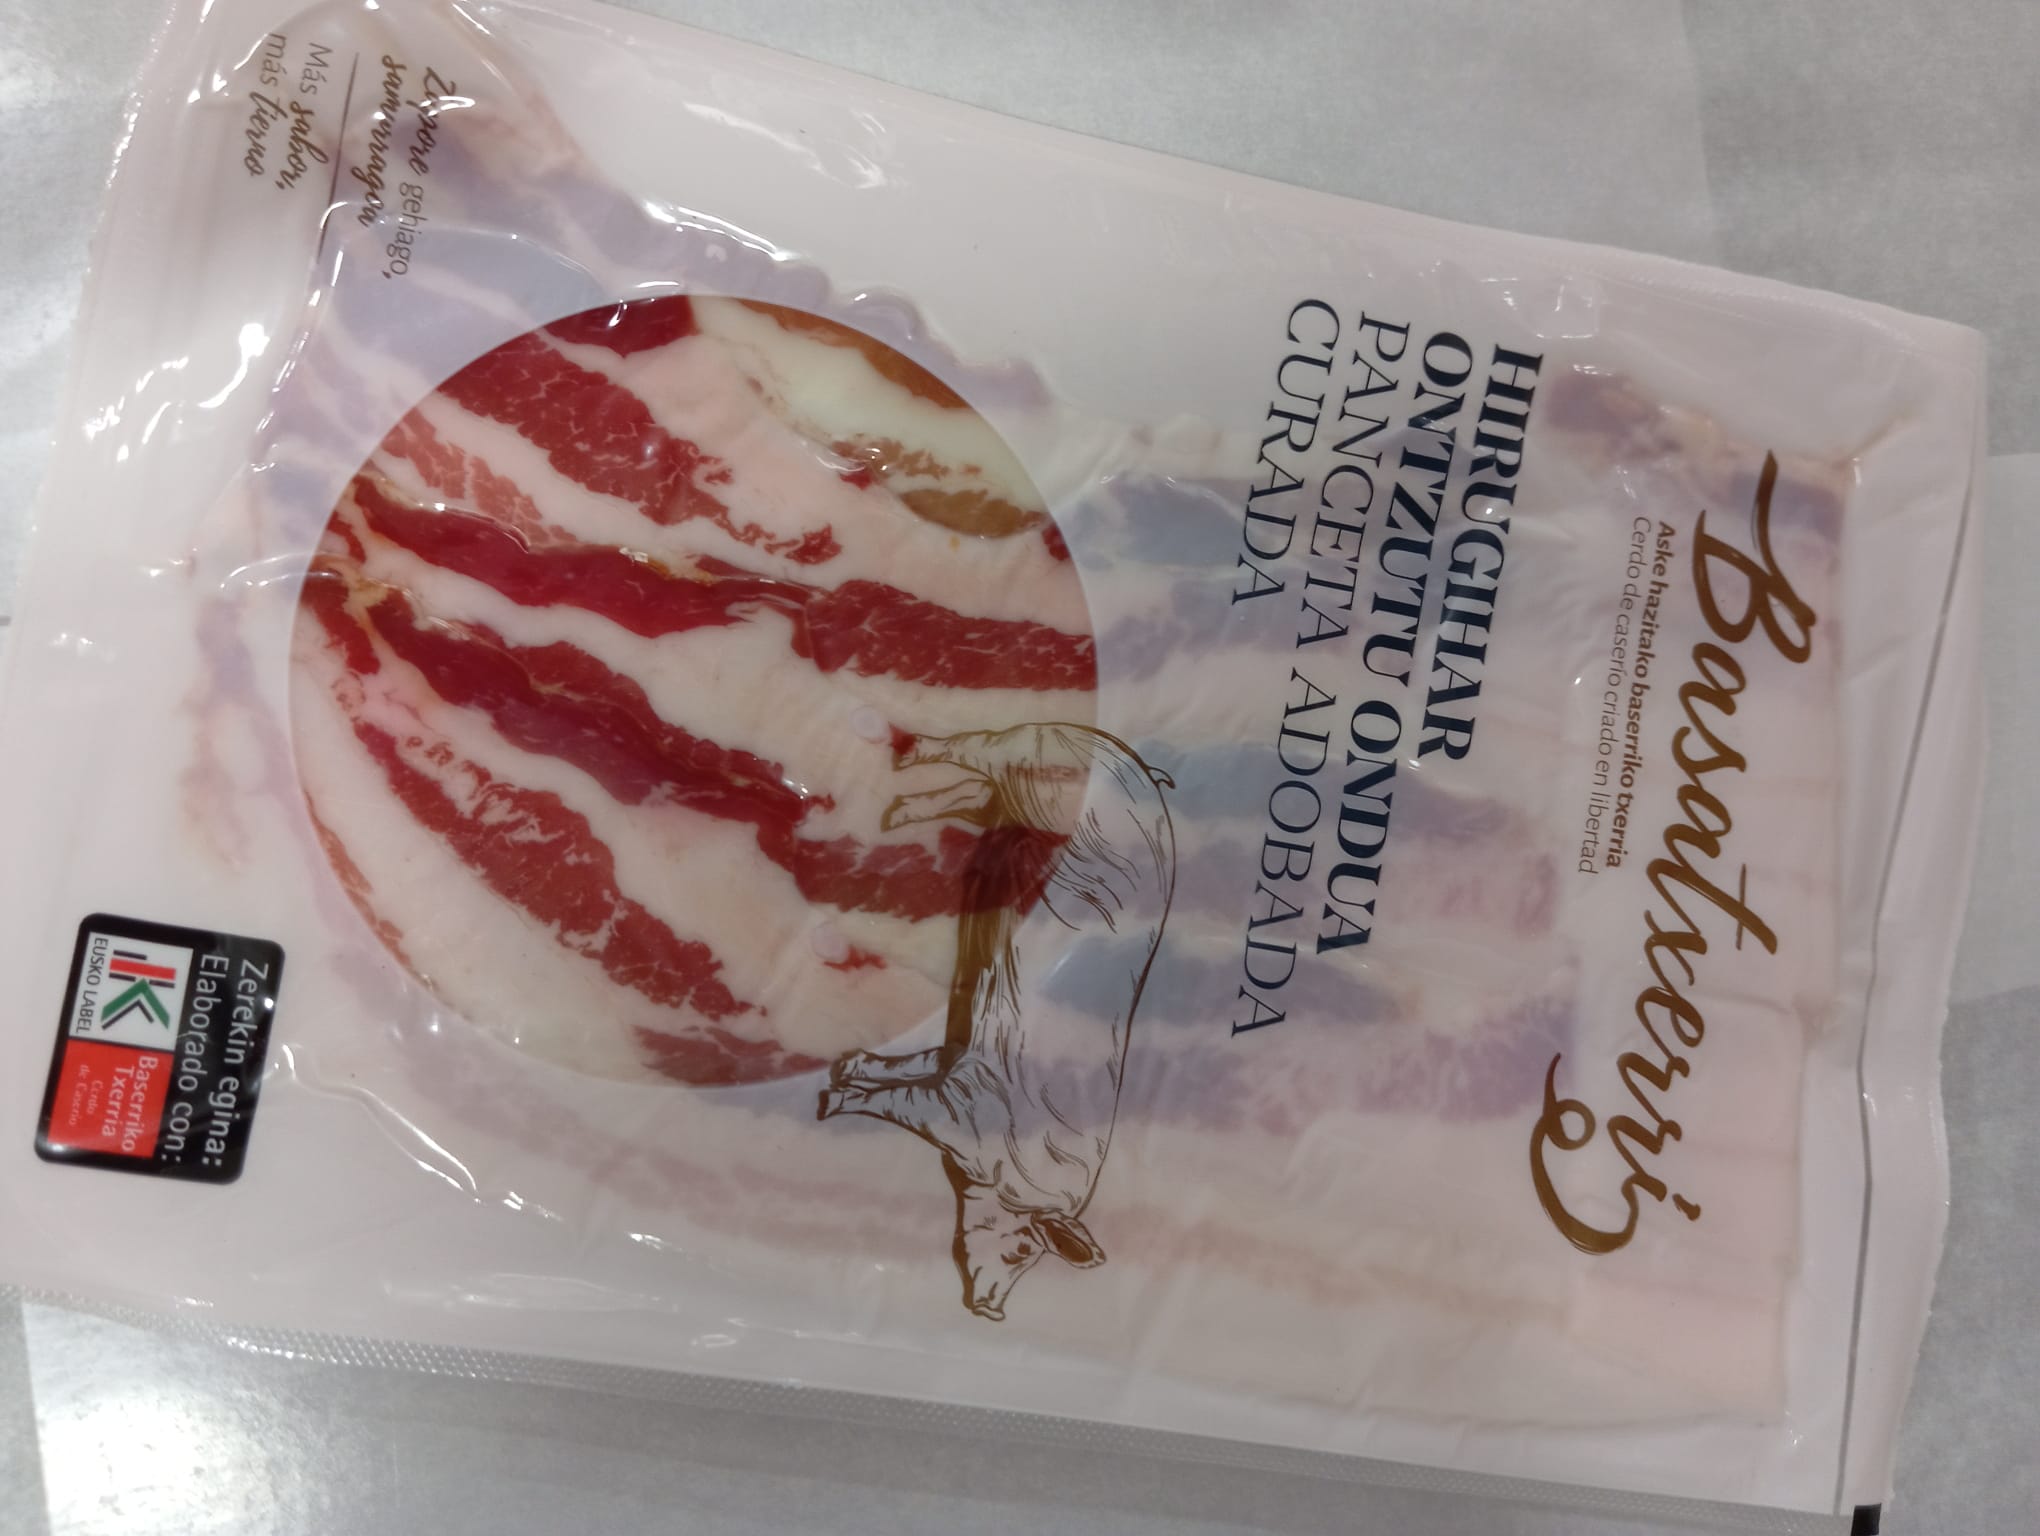 Basatxerri
Aske hazitako baserriko txerria
Cerdo de caserío criado en libertad
HIRUGIHAR
ONTZUTU ONDUA
PANCETA ADOBADA
CURADA
Zapore gehiago,
samurragoa
Más sabor,
más tierno
Zerekin egina:
Elaborado con:
EUSKO LABEL
Baserriko
Txerria
Cerdo
de Caserío